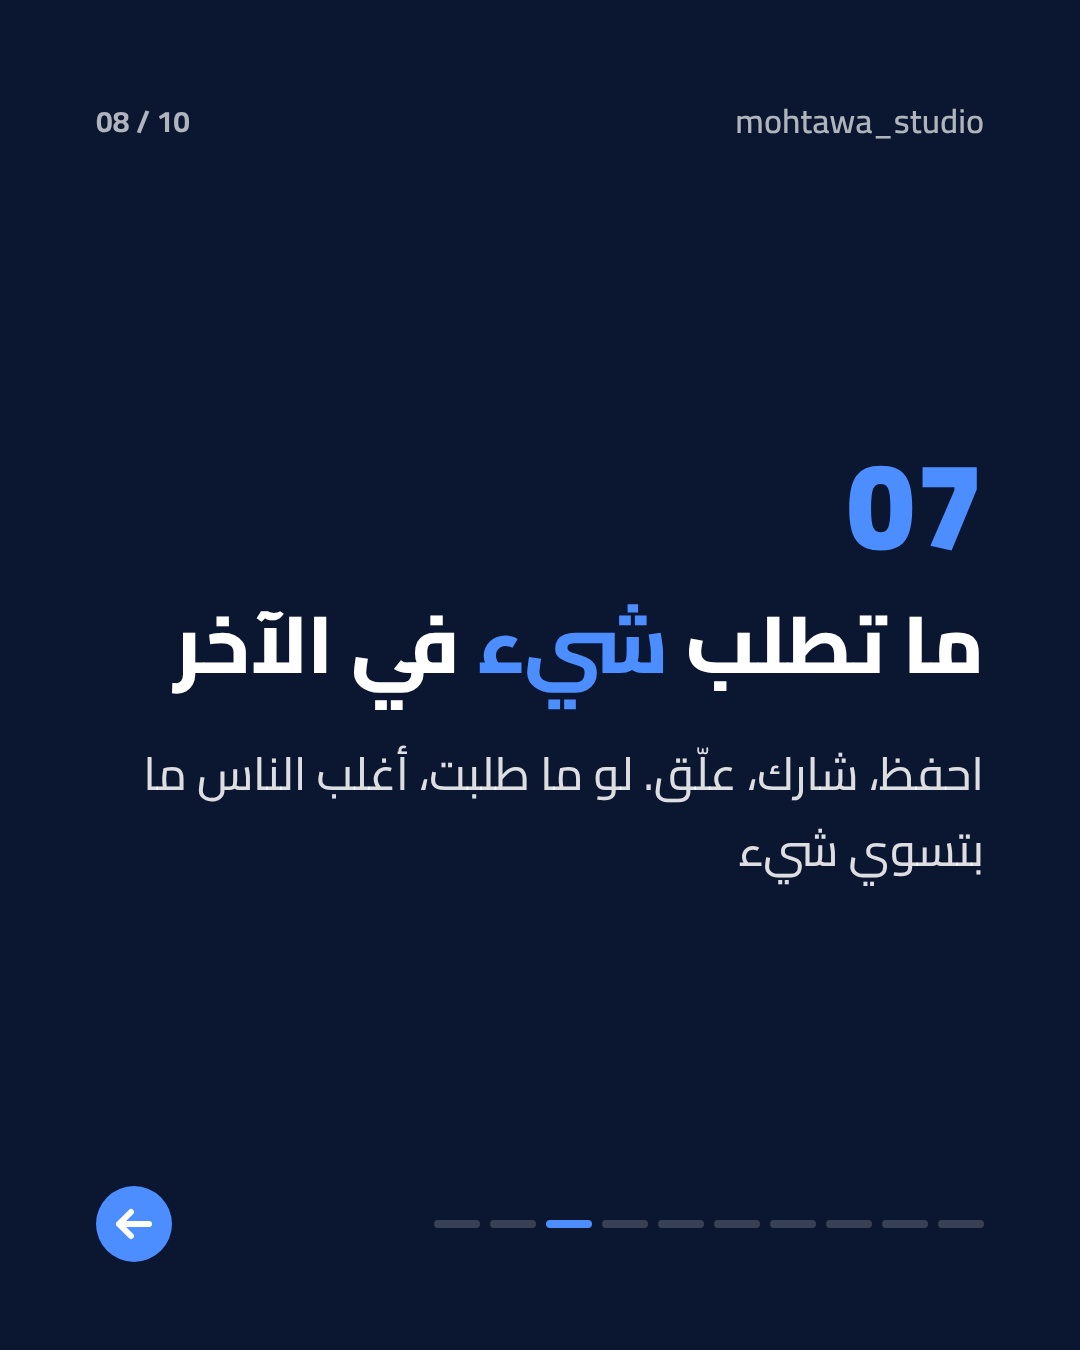 mohtawa_studio
08 / 10
07
ما تطلب شيء في الآخر
احفظ، شارك، علّق. لو ما طلبت، أغلب الناس ما
بتسوي شيء